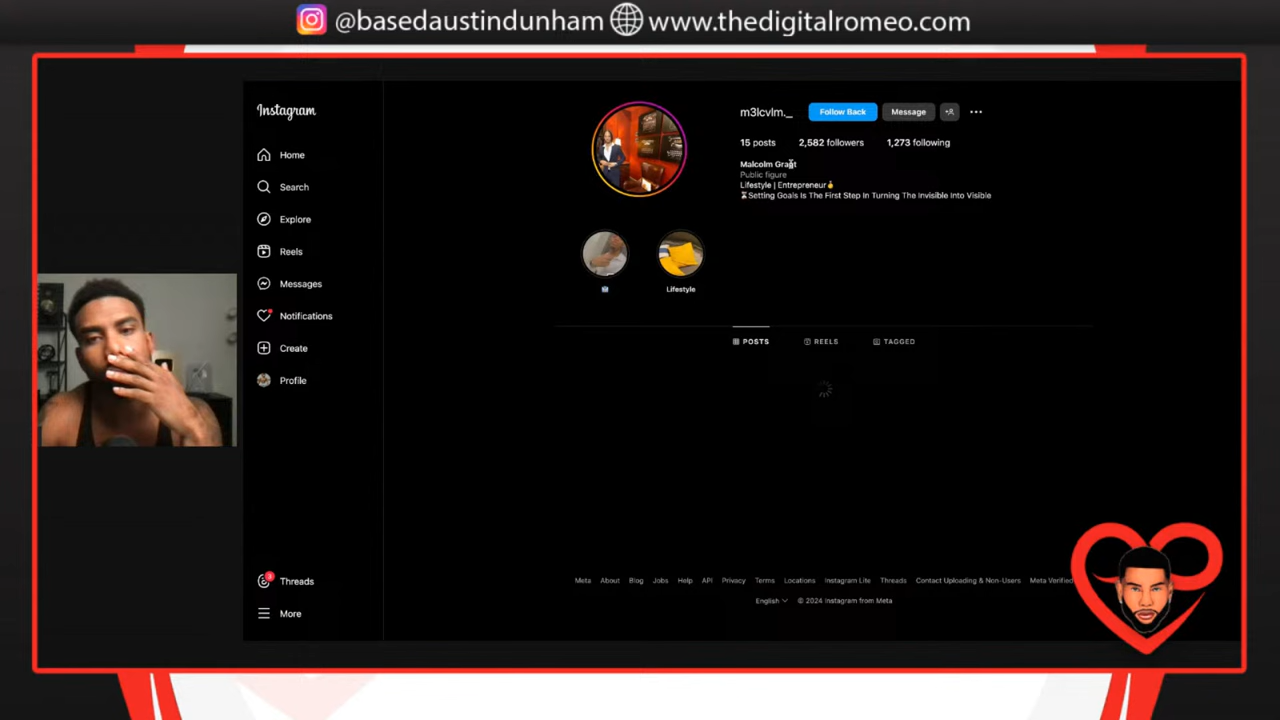 @basedaustindunham www.thedigitalromeo.com
Instagram
Home
Search
Explore
Reels
Messages
Notifications
Create
Profile
Threads
More
m3lcvlm._ Follow Back Message
15 posts 2,582 followers 1,273 following
Malcolm Grant
Public figure
Lifestyle | Entrepreneur💰
⌛Setting Goals Is The First Step In Turning The Invisible Into Visible
Lifestyle
POSTS REELS TAGGED
Meta About Blog Jobs Help API Privacy Terms Locations Instagram Lite Threads Contact Uploading & Non-Users Meta Verified
English © 2024 Instagram from Meta